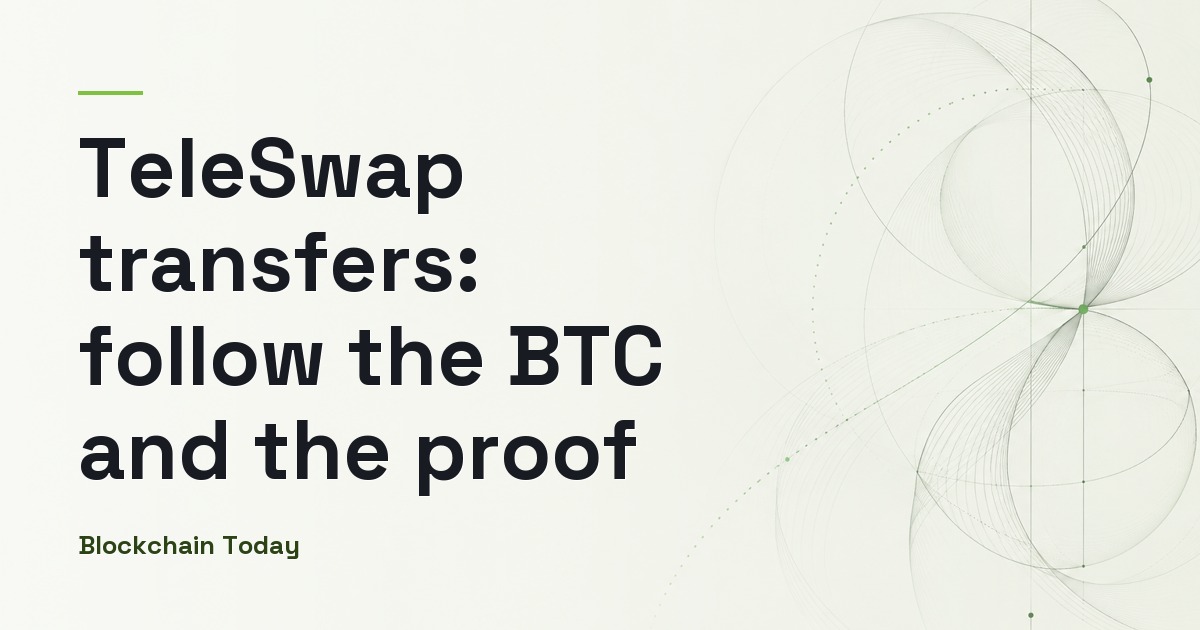 TeleSwap
transfers:
follow the BTC
and the proof
Blockchain Today